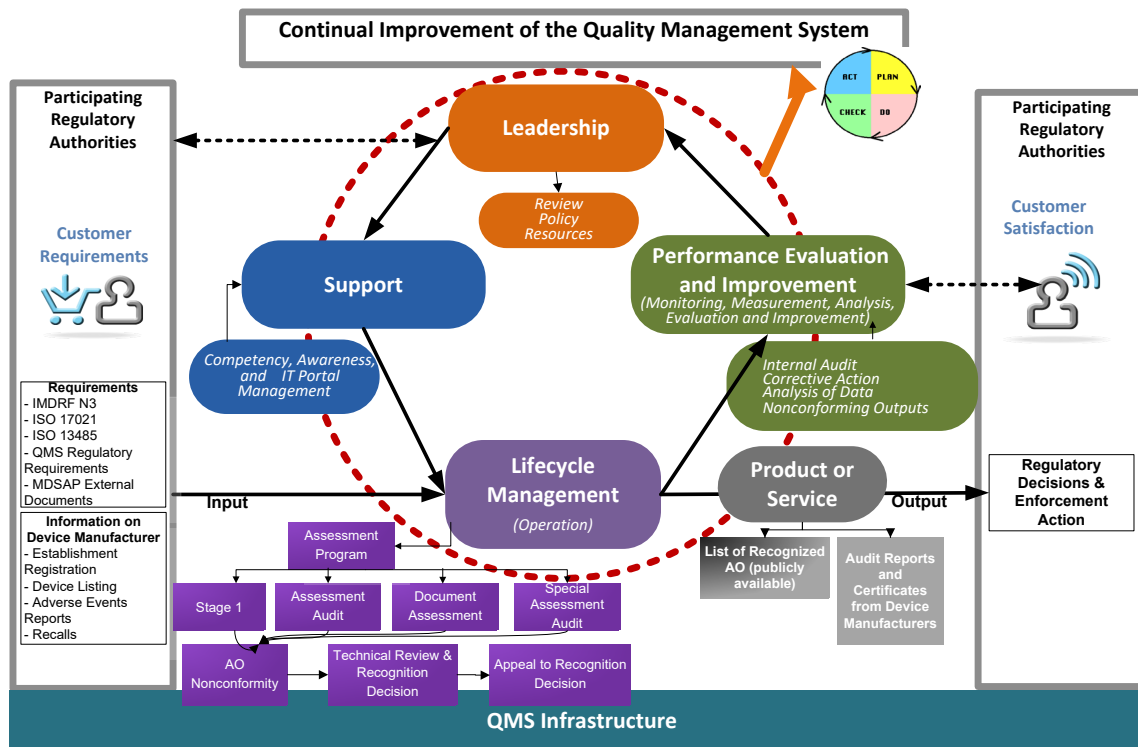 Continual Improvement of the Quality Management System
ACT
PLAN
CHECK
DO
Participating
Regulatory
Authorities
Customer
Requirements
Requirements
- IMDRF N3
- ISO 17021
- ISO 13485
- QMS Regulatory
Requirements
- MDSAP External
Documents
Information on
Device Manufacturer
- Establishment
Registration
- Device Listing
- Adverse Events
Reports
- Recalls
Leadership
Review
Policy
Resources
Support
Competency, Awareness,
and IT Portal
Management
Performance Evaluation
and Improvement
(Monitoring, Measurement, Analysis,
Evaluation and Improvement)
Internal Audit
Corrective Action
Analysis of Data
Nonconforming Outputs
Input
Lifecycle
Management
(Operation)
Product or
Service
Output
Assessment
Program
Stage 1
Assessment
Audit
Document
Assessment
Special
Assessment
Audit
AO
Nonconformity
Technical Review &
Recognition
Decision
Appeal to Recognition
Decision
List of Recognized
AO (publicly
available)
Audit Reports
and
Certificates
from Device
Manufacturers
Participating
Regulatory
Authorities
Customer
Satisfaction
Regulatory
Decisions &
Enforcement
Action
QMS Infrastructure